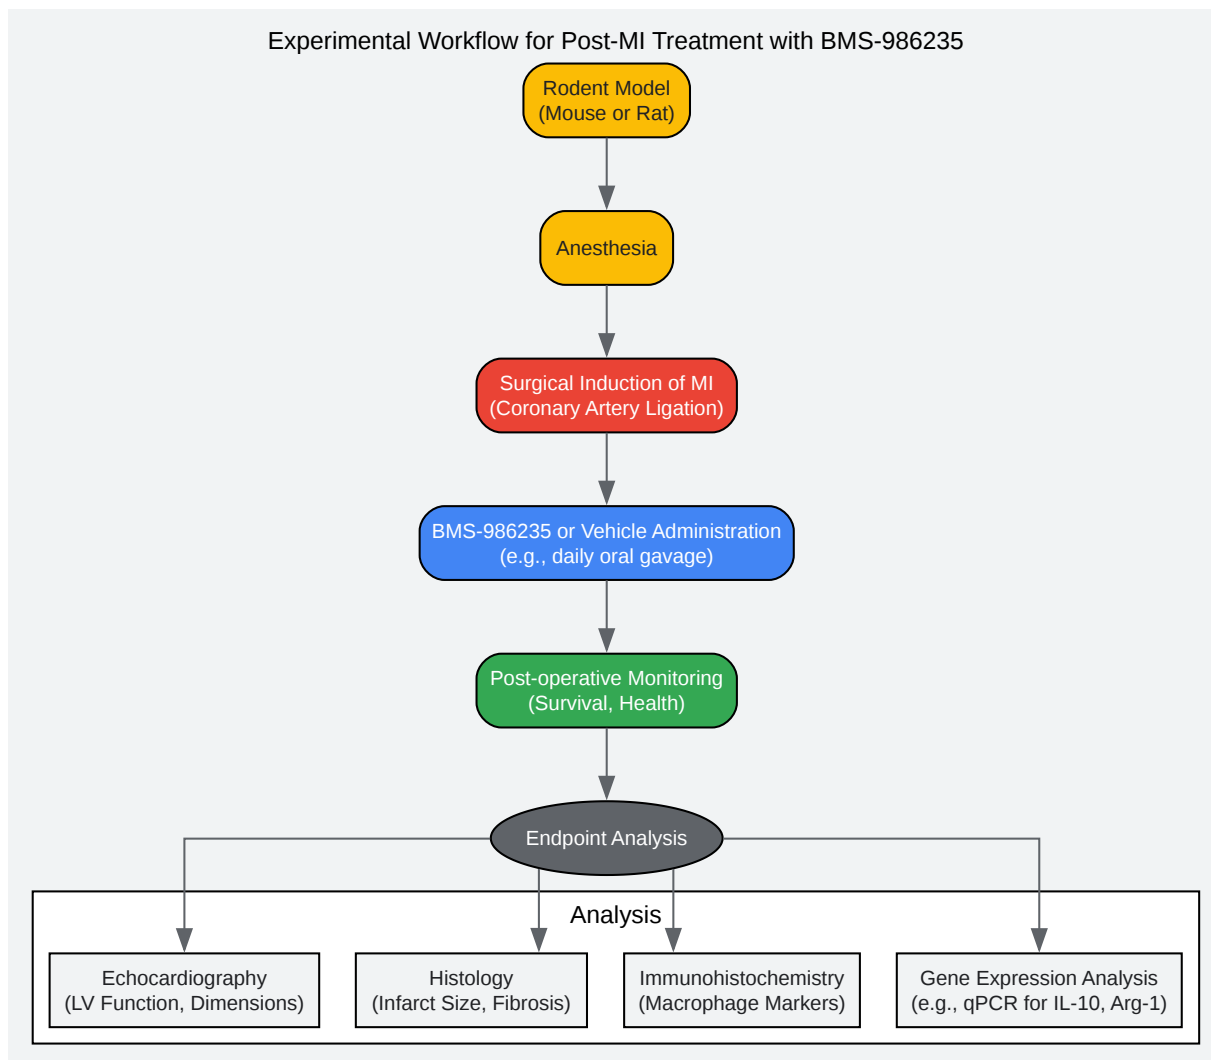 Experimental Workflow for Post-MI Treatment with BMS-986235
Rodent Model
(Mouse or Rat)
Anesthesia
Surgical Induction of MI
(Coronary Artery Ligation)
BMS-986235 or Vehicle Administration
(e.g., daily oral gavage)
Post-operative Monitoring
(Survival, Health)
Endpoint Analysis
Analysis
Echocardiography
(LV Function, Dimensions)
Histology
(Infarct Size, Fibrosis)
Immunohistochemistry
(Macrophage Markers)
Gene Expression Analysis
(e.g., qPCR for IL-10, Arg-1)